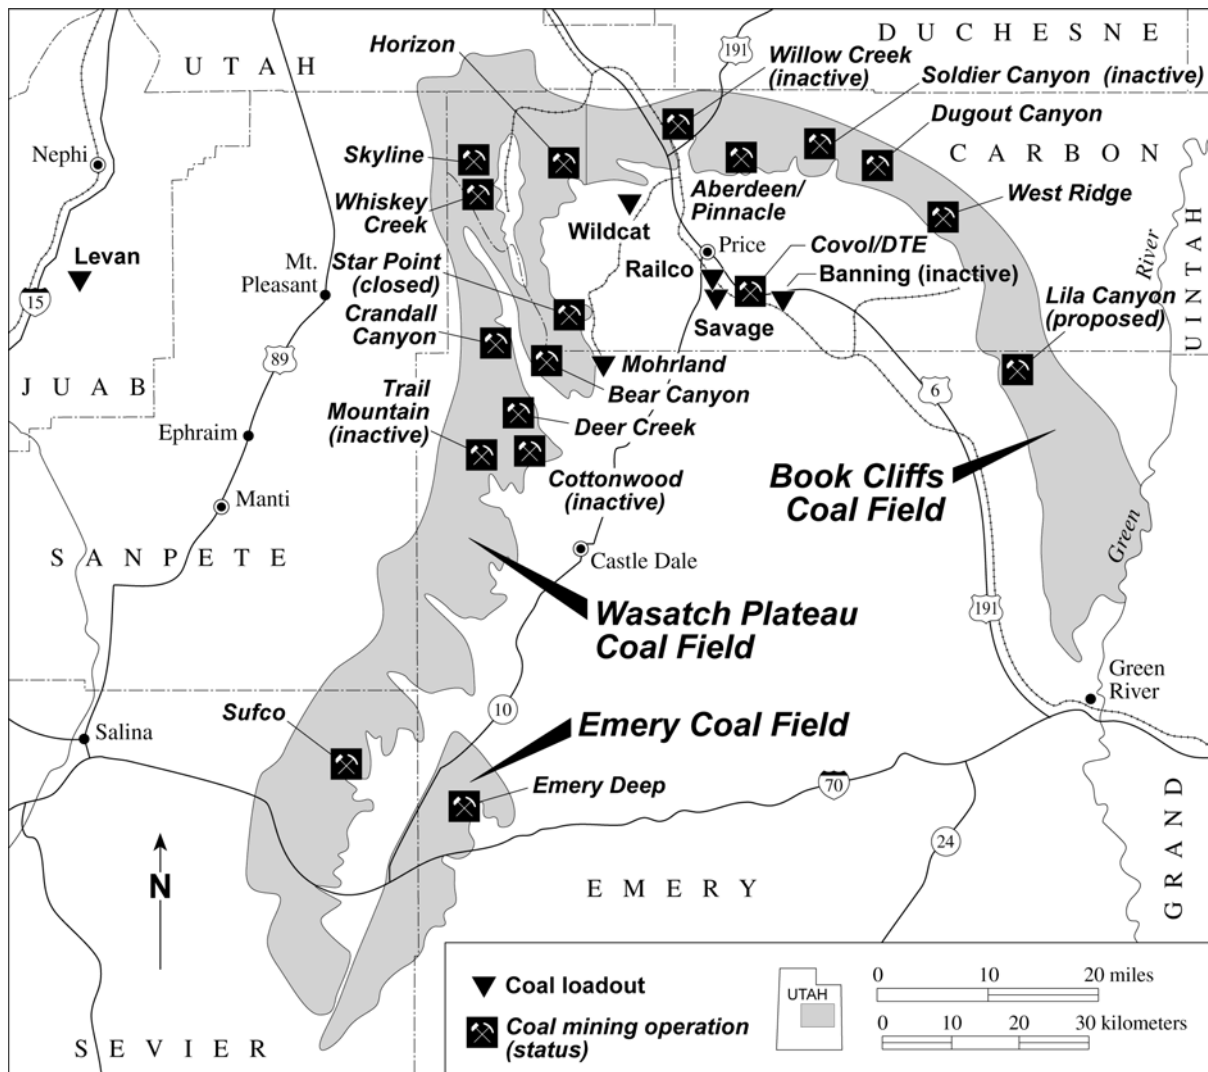 DUCHESNE
191
UTAH
Horizon
Willow Creek
(inactive)
Soldier Canyon (inactive)
Dugout Canyon
Nephi
Skyline
CARBON
Whiskey
Creek
Aberdeen/
Pinnacle
West Ridge
Wildcat
Levan
Mt.
Pleasant
Star Point
(closed)
Price
Covol/DTE
Railco
Banning (inactive)
River
UINTAH
15
Crandall
Canyon
Savage
Lila Canyon
(proposed)
89
JUAB
Mohrland
Bear Canyon
6
Trail
Mountain
(inactive)
Deer Creek
Ephraim
Cottonwood
(inactive)
Book Cliffs
Coal Field
Manti
Green
SANPETE
Castle Dale
Wasatch Plateau
Coal Field
191
Green
River
Sufco
10
Emery Coal Field
Salina
Emery Deep
70
24
GRAND
N
EMERY
SEVIER
Coal loadout
Coal mining operation
(status)
UTAH
0 10 20 miles
0 10 20 30 kilometers